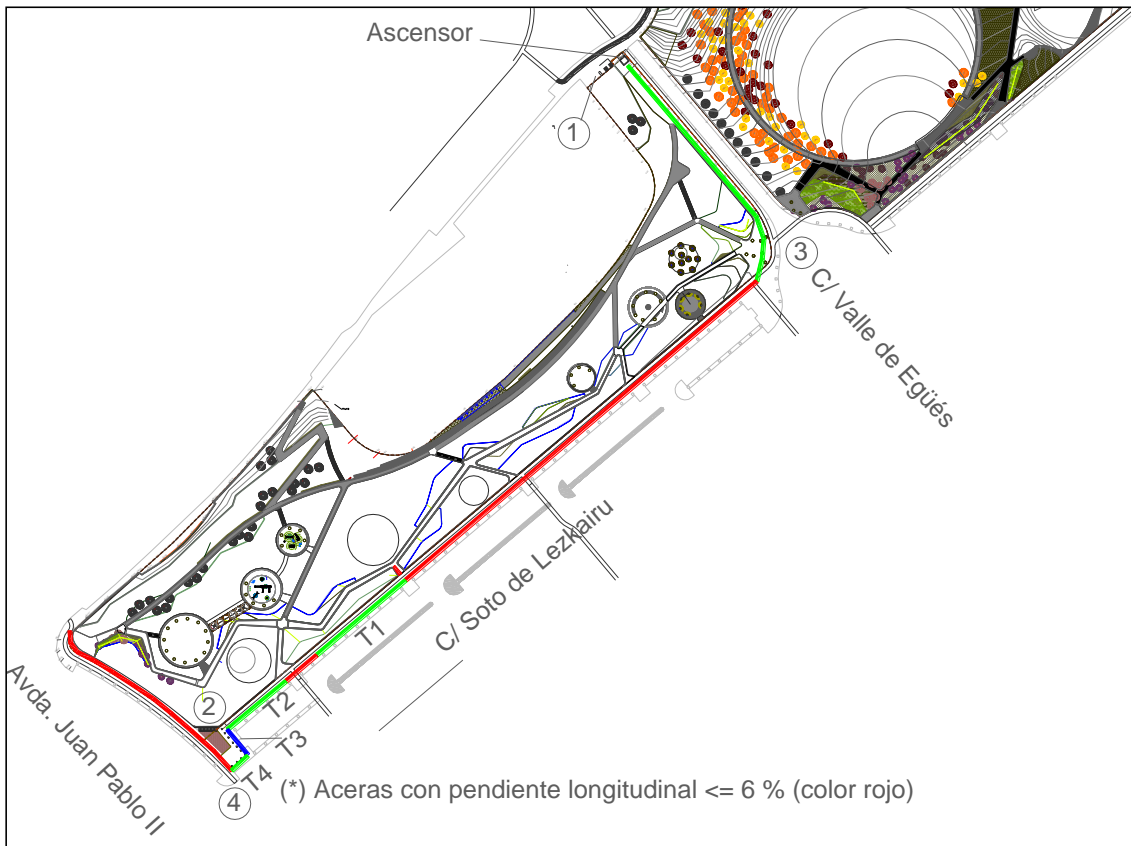 Ascensor
1
3
C/ Valle de Egüés
C/ Soto de Lezkairu
T1
2
T2
T3
T4
Avda. Juan Pablo II
4
(*) Aceras con pendiente longitudinal <= 6 % (color rojo)